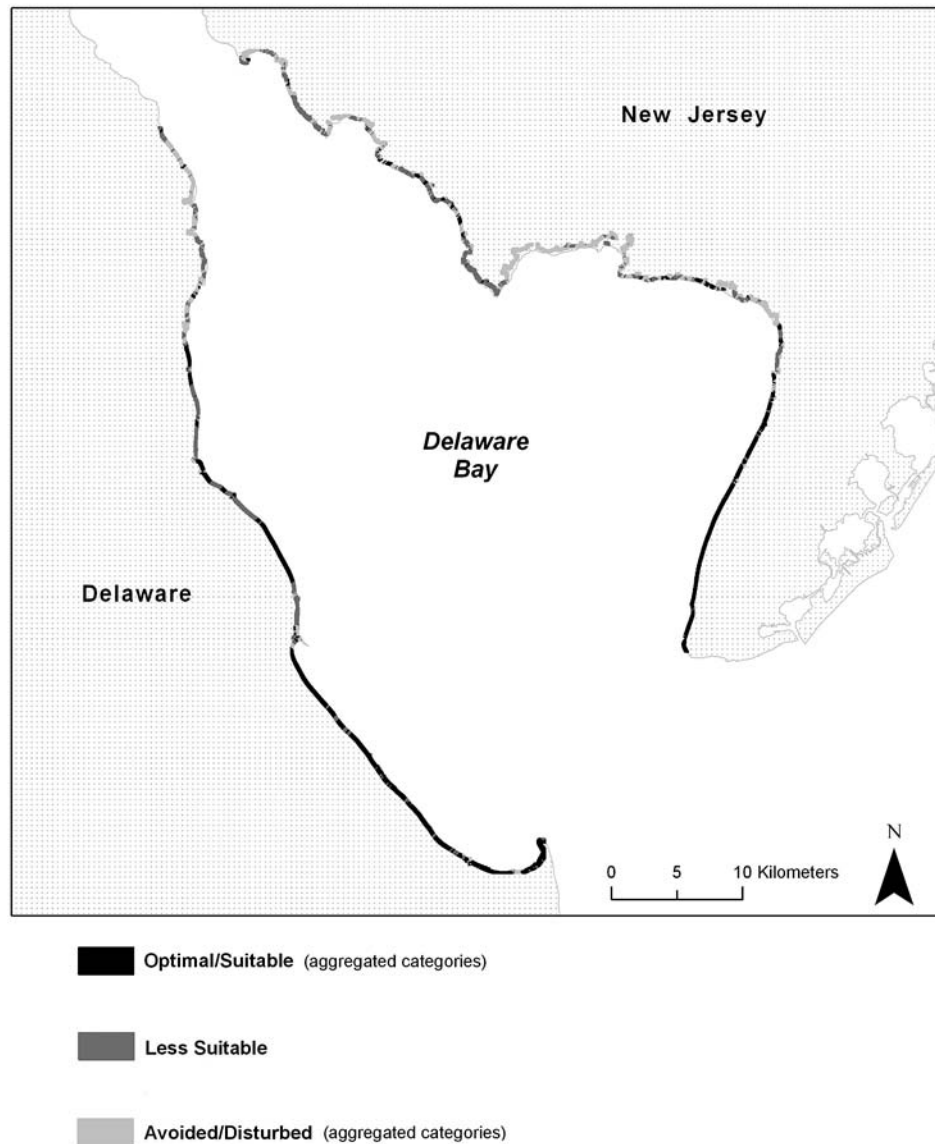 New Jersey
Delaware
Bay
Delaware
N
0 5 10 Kilometers
Optimal/Suitable (aggregated categories)
Less Suitable
Avoided/Disturbed (aggregated categories)